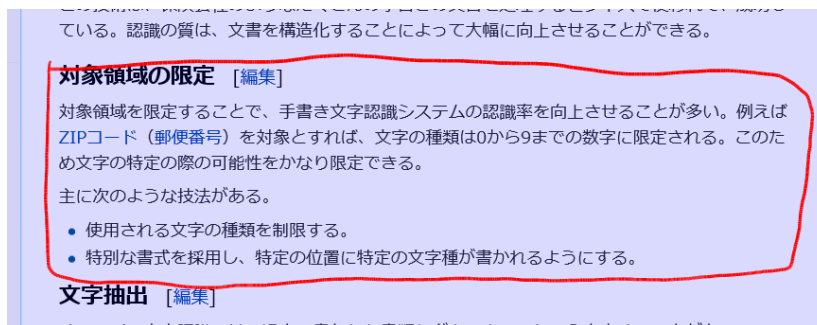 ている。認識の質は、文書を構造化することによって大幅に向上させることができる。
対象領域の限定 [編集]
対象領域を限定することで、手書き文字認識システムの認識率を向上させることが多い。例えば
ZIPコード（郵便番号）を対象とすれば、文字の種類は0から9までの数字に限定される。このた
め文字の特定の際の可能性をかなり限定できる。
主に次のような技法がある。
• 使用される文字の種類を制限する。
• 特別な書式を採用し、特定の位置に特定の文字種が書かれるようにする。
文字抽出 [編集]